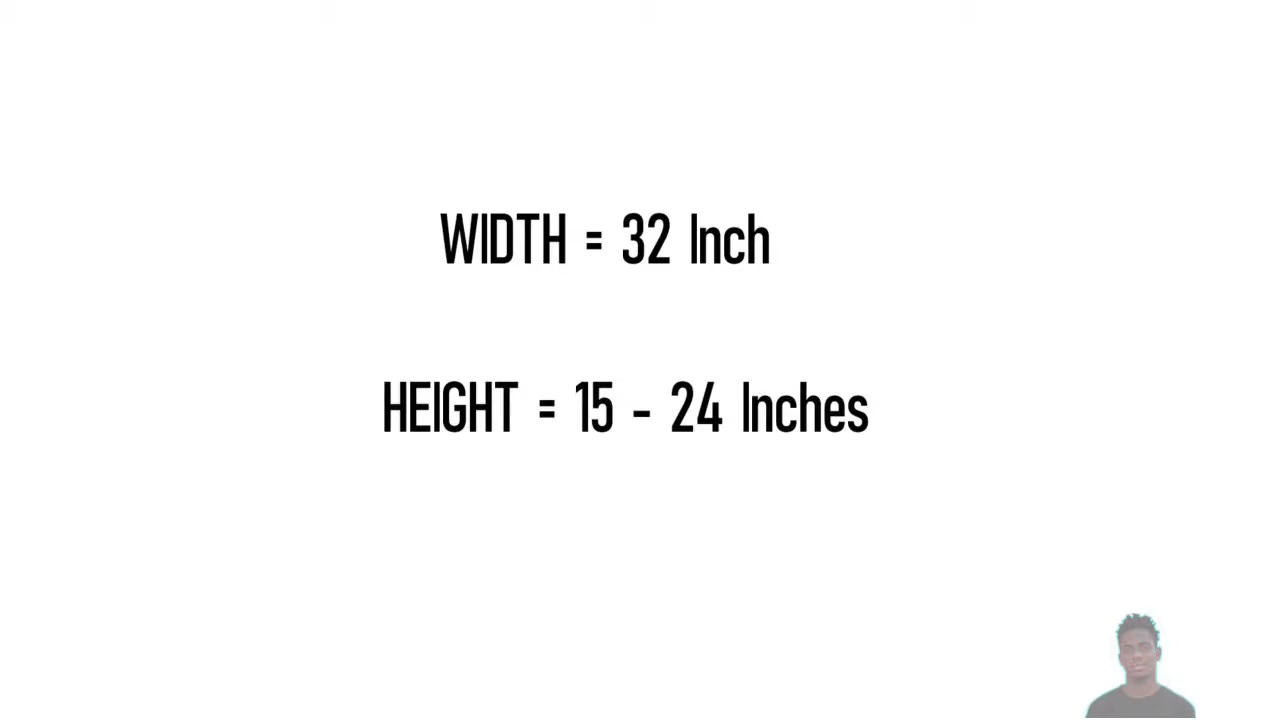 WIDTH = 32 Inch
HEIGHT = 15 - 24 Inches